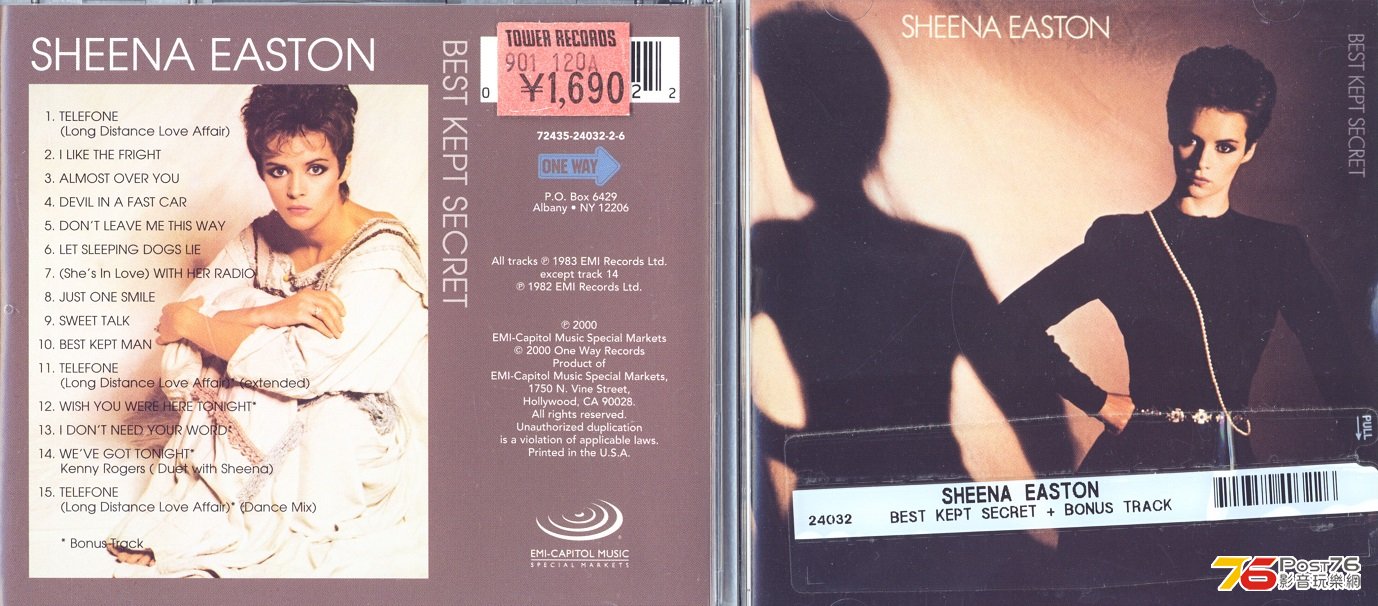 SHEENA EASTON
BEST KEPT SECRET
1. TELEFONE
(Long Distance Love Affair)
2. I LIKE THE FRIGHT
3. ALMOST OVER YOU
4. DEVIL IN A FAST CAR
5. DON'T LEAVE ME THIS WAY
6. LET SLEEPING DOGS LIE
7. (She's In Love) WITH HER RADIO
8. JUST ONE SMILE
9. SWEET TALK
10. BEST KEPT MAN
11. TELEFONE
(Long Distance Love Affair)* (extended)
12. WISH YOU WERE HERE TONIGHT*
13. I DON'T NEED YOUR WORD*
14. WE'VE GOT TONIGHT*
Kenny Rogers ( Duet with Sheena)
15. TELEFONE
(Long Distance Love Affair)* (Dance Mix)
* Bonus Track
TOWER RECORDS
901 120A
¥1,690
0 2 2
72435-24032-2-6
ONE WAY
P.O. Box 6429
Albany • NY 12206
All tracks ℗ 1983 EMI Records Ltd.
except track 14
℗ 1982 EMI Records Ltd.
℗ 2000
EMI-Capitol Music Special Markets
© 2000 One Way Records
Product of
EMI-Capitol Music Special Markets,
1750 N. Vine Street,
Hollywood, CA 90028.
All rights reserved.
Unauthorized duplication
is a violation of applicable laws.
Printed in the U.S.A.
EMI-CAPITOL MUSIC
SPECIAL MARKETS
SHEENA EASTON
BEST KEPT SECRET
PULL
SHEENA EASTON
24032 BEST KEPT SECRET + BONUS TRACK
76 Post76
影音玩樂網